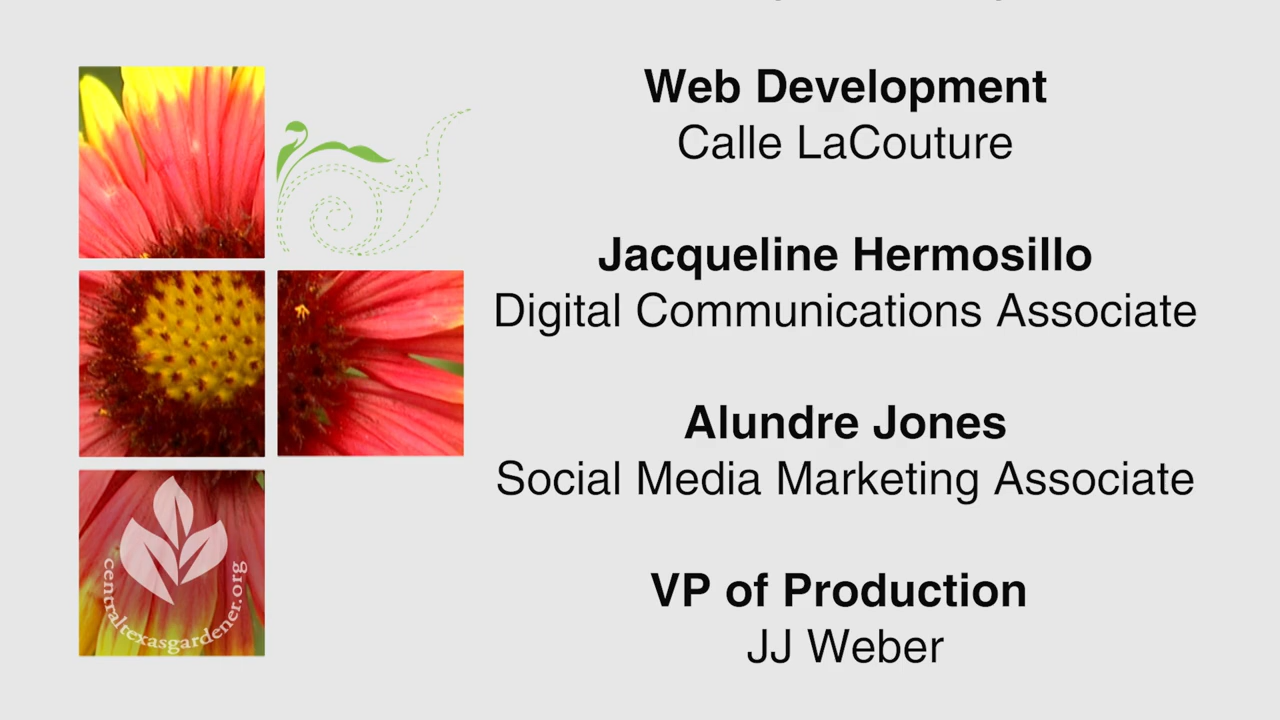 Web Development
Calle LaCouture
Jacqueline Hermosillo
Digital Communications Associate
Alundre Jones
Social Media Marketing Associate
VP of Production
JJ Weber
centraltexasgardener.org